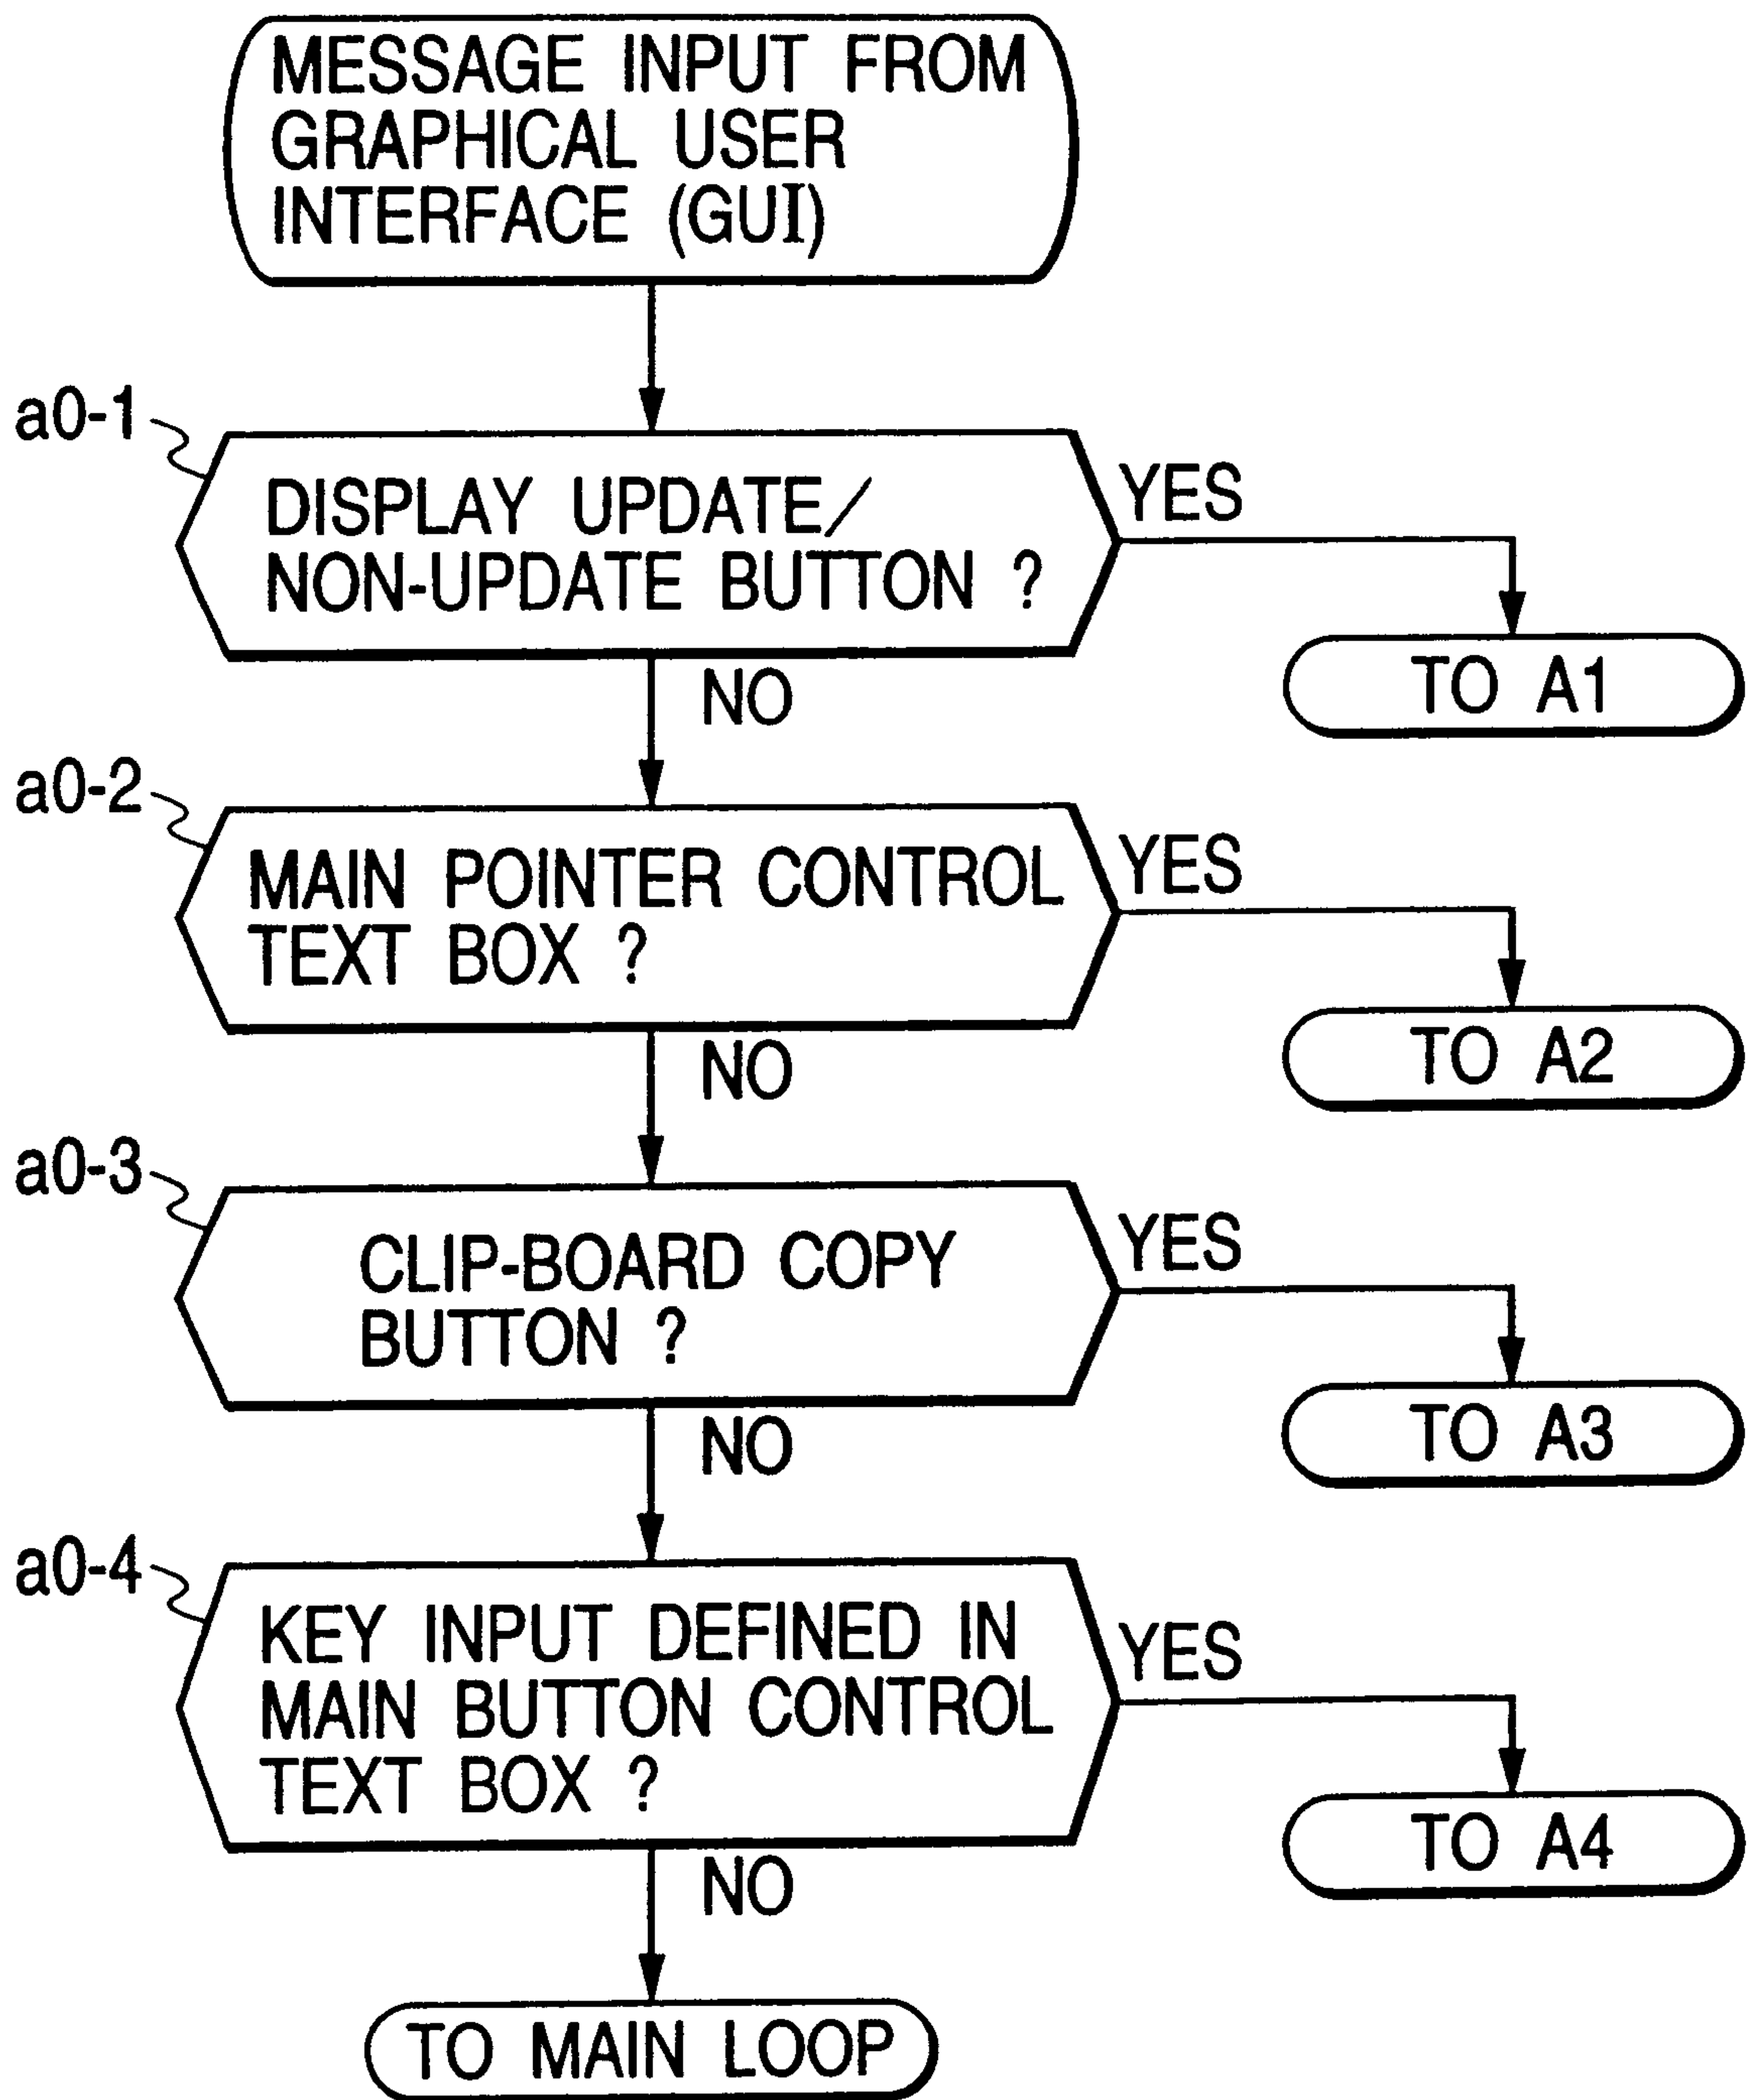 MESSAGE INPUT FROM
GRAPHICAL USER
INTERFACE (GUI)
a0-1
DISPLAY UPDATE/
NON-UPDATE BUTTON ?
YES
TO A1
NO
a0-2
MAIN POINTER CONTROL
TEXT BOX ?
YES
TO A2
NO
a0-3
CLIP-BOARD COPY
BUTTON ?
YES
TO A3
NO
a0-4
KEY INPUT DEFINED IN
MAIN BUTTON CONTROL
TEXT BOX ?
YES
TO A4
NO
TO MAIN LOOP